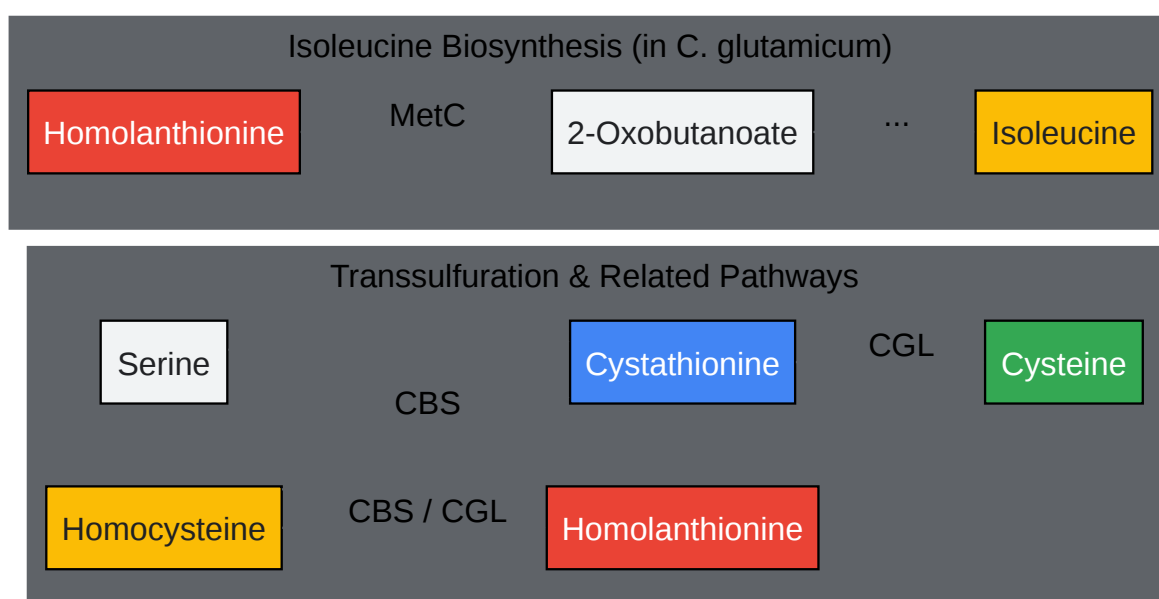 Isoleucine Biosynthesis (in C. glutamicum)
Homolanthionine
MetC
2-Oxobutanoate
...
Isoleucine
Transsulfuration & Related Pathways
Serine
CBS
Cystathionine
CGL
Cysteine
Homocysteine
CBS / CGL
Homolanthionine